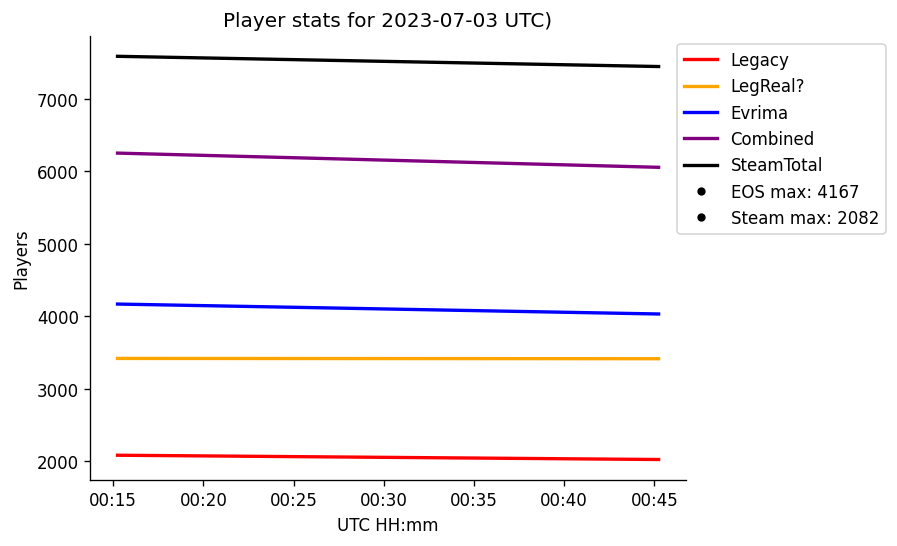 Player stats for 2023-07-03 UTC)
Legacy
LegReal?
Evrima
Combined
SteamTotal
EOS max: 4167
Steam max: 2082
Players
7000
6000
5000
4000
3000
2000
00:15 00:20 00:25 00:30 00:35 00:40 00:45
UTC HH:mm